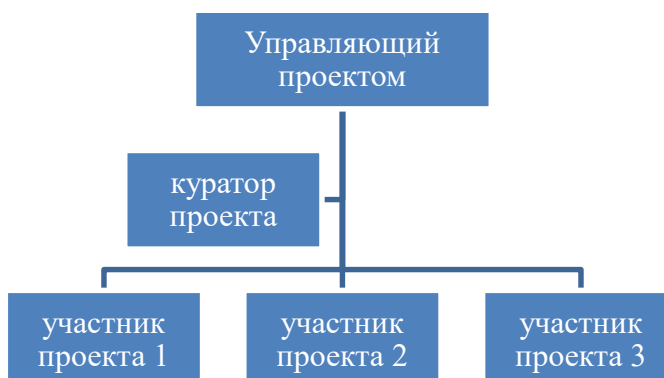 Управляющий
проектом
куратор
проекта
участник
проекта 1
участник
проекта 2
участник
проекта 3